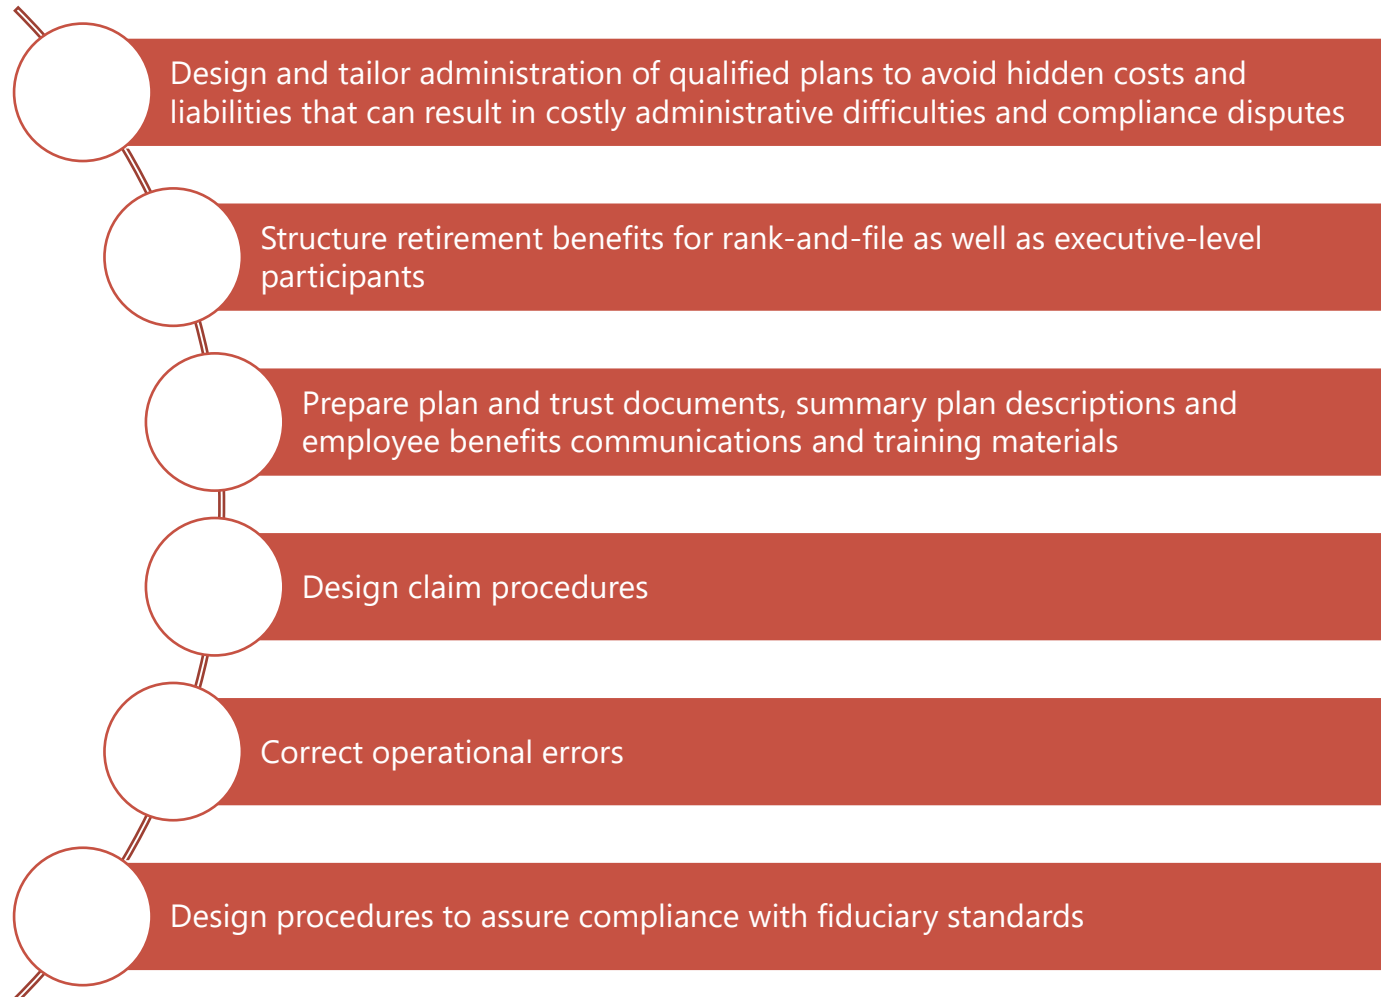 Design and tailor administration of qualified plans to avoid hidden costs and
liabilities that can result in costly administrative difficulties and compliance disputes
Structure retirement benefits for rank-and-file as well as executive-level
participants
Prepare plan and trust documents, summary plan descriptions and
employee benefits communications and training materials
Design claim procedures
Correct operational errors
Design procedures to assure compliance with fiduciary standards